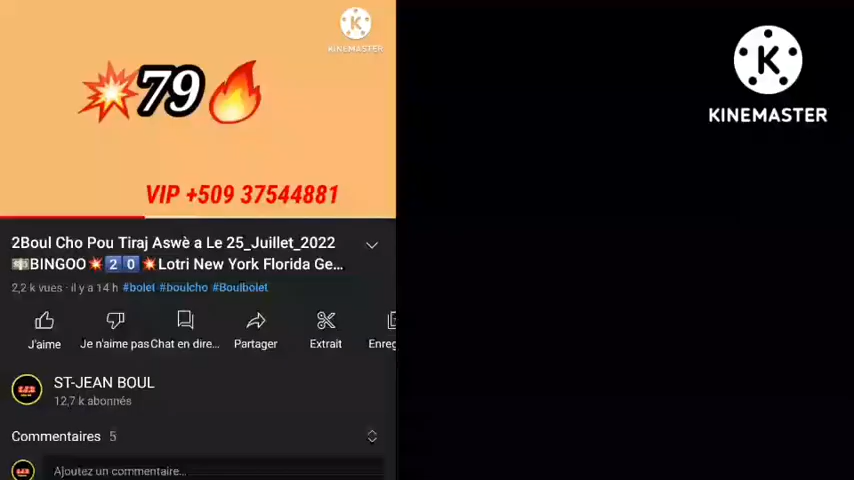 KINEMASTER
79
VIP +509 37544881
2Boul Cho Pou Tiraj Aswè a Le 25_Juillet_2022
BINGOO 2 0 Lotri New York Florida Ge...
2,2 k vues · il y a 14 h #bolet #boulcho #Boulbolet
J'aime Je n'aime pas Chat en dire... Partager Extrait Enreg
ST-JEAN BOUL
12,7 k abonnés
Commentaires 5
Ajoutez un commentaire...
K
KINEMASTER